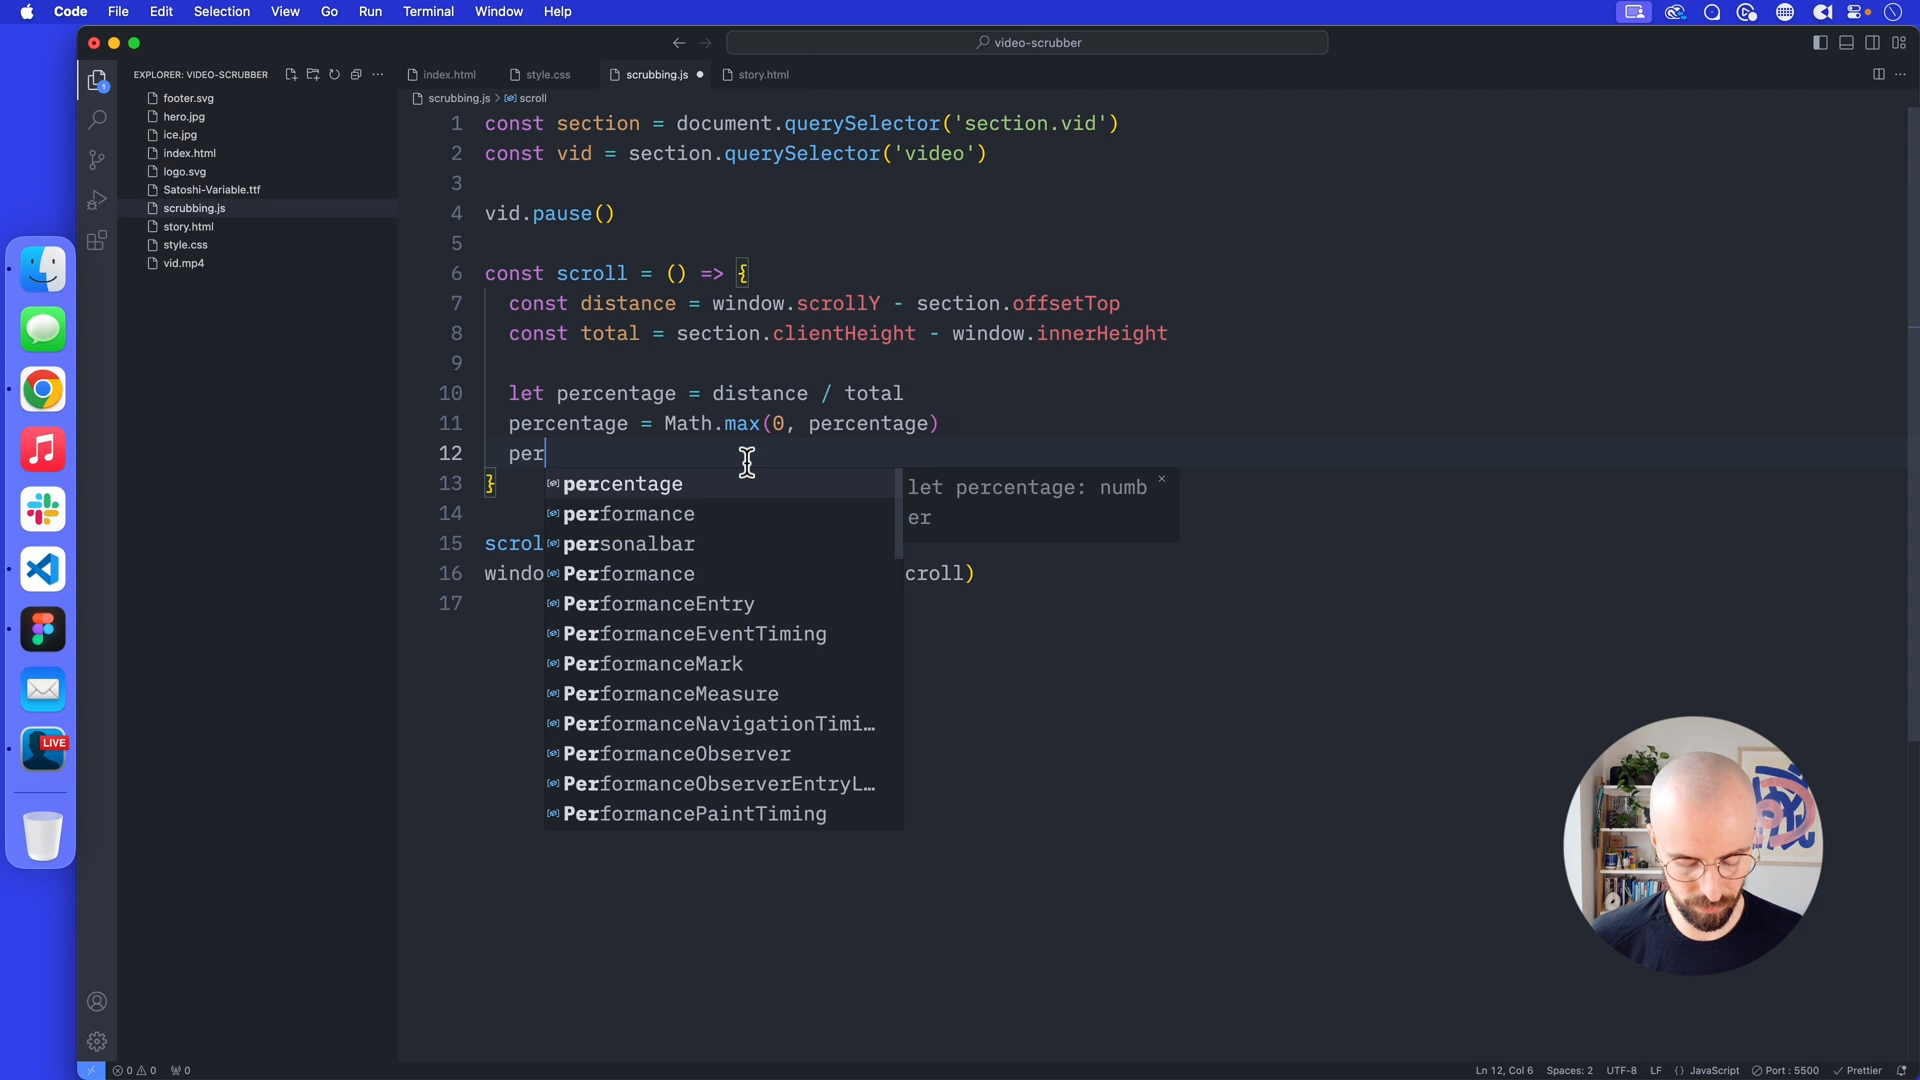 Code File Edit Selection View Go Run Terminal Window Help
video-scrubber
EXPLORER: VIDEO-SCRUBBER
index.html
style.css
scrubbing.js
story.html
footer.svg
hero.jpg
ice.jpg
index.html
logo.svg
Satoshi-Variable.ttf
scrubbing.js
story.html
style.css
vid.mp4
1
LIVE
scrubbing.js > scroll
1 const section = document.querySelector('section.vid')
2 const vid = section.querySelector('video')
3
4 vid.pause()
5
6 const scroll = () => {
7 const distance = window.scrollY - section.offsetTop
8 const total = section.clientHeight - window.innerHeight
9
10 let percentage = distance / total
11 percentage = Math.max(0, percentage)
12 per
13 }
14
15 scrol
16 windo croll)
17
percentage
performance
personalbar
Performance
PerformanceEntry
PerformanceEventTiming
PerformanceMark
PerformanceMeasure
PerformanceNavigationTimi…
PerformanceObserver
PerformanceObserverEntryL…
PerformancePaintTiming
let percentage: numb
er
0 0 0
Ln 12, Col 6 Spaces: 2 UTF-8 LF {} JavaScript Port : 5500 Prettier